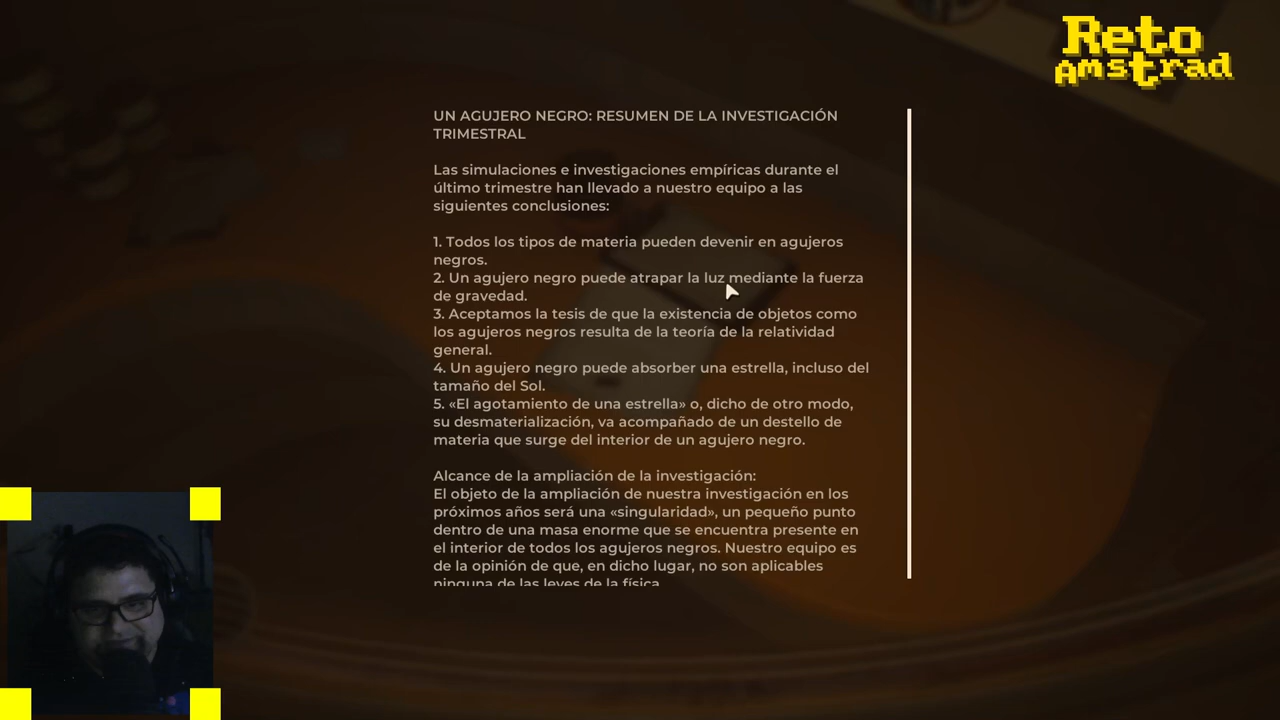 Reto
Amstrad
UN AGUJERO NEGRO: RESUMEN DE LA INVESTIGACIÓN
TRIMESTRAL
Las simulaciones e investigaciones empíricas durante el
último trimestre han llevado a nuestro equipo a las
siguientes conclusiones:
1. Todos los tipos de materia pueden devenir en agujeros
negros.
2. Un agujero negro puede atrapar la luz mediante la fuerza
de gravedad.
3. Aceptamos la tesis de que la existencia de objetos como
los agujeros negros resulta de la teoría de la relatividad
general.
4. Un agujero negro puede absorber una estrella, incluso del
tamaño del Sol.
5. «El agotamiento de una estrella» o, dicho de otro modo,
su desmaterialización, va acompañado de un destello de
materia que surge del interior de un agujero negro.
Alcance de la ampliación de la investigación:
El objeto de la ampliación de nuestra investigación en los
próximos años será una «singularidad», un pequeño punto
dentro de una masa enorme que se encuentra presente en
el interior de todos los agujeros negros. Nuestro equipo es
de la opinión de que, en dicho lugar, no son aplicables
ninguna de las leyes de la física